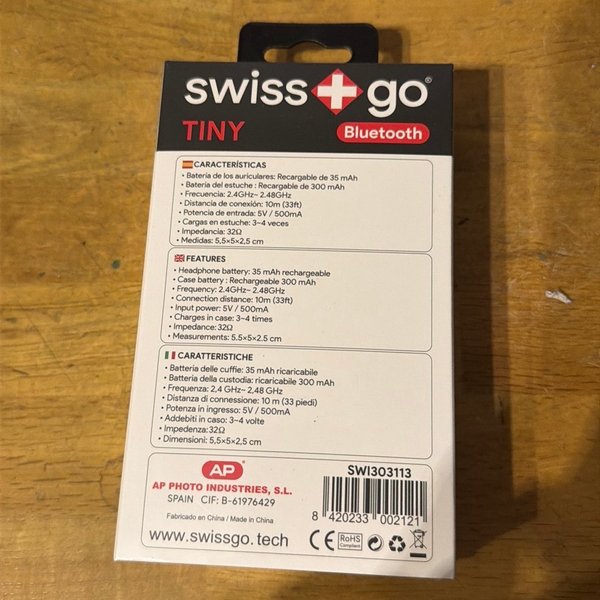 swiss go®
TINY
Bluetooth
CARACTERÍSTICAS
• Bateria de los auriculares: Recargable de 35 mAh
• Bateria del estuche : Recargable de 300 mAh
• Frecuencia: 2.4GHz~ 2.48GHz
• Distancia de conexión: 10m (33ft)
• Potencia de entrada: 5V / 500mA
• Cargas en estuche: 3~4 veces
• Impedancia: 32Ω
• Medidas: 5,5×5×2,5 cm
FEATURES
• Headphone battery: 35 mAh rechargeable
• Case battery : Rechargeable 300 mAh
• Frequency: 2.4GHz~ 2.48GHz
• Connection distance: 10m (33ft)
• Input power: 5V / 500mA
• Charges in case: 3~4 times
• Impedance: 32Ω
• Measurements: 5.5×5×2.5 cm
CARATTERISTICHE
• Batteria delle cuffie: 35 mAh ricaricabile
• Batteria della custodia: ricaricabile 300 mAh
• Frequenza: 2,4 GHz~ 2,48 GHz
• Distanza di connessione: 10 m (33 piedi)
• Potenza in ingresso: 5V / 500mA
• Addebiti in caso: 3~4 volte
• Impedenza: 32Ω
• Dimensioni: 5,5×5×2,5 cm
AP
AP PHOTO INDUSTRIES, S.L.
SPAIN CIF: B-61976429
Fabricado en China / Made in China
www.swissgo.tech
SWI303113
8 420233 002121
CE RoHS
Compliant